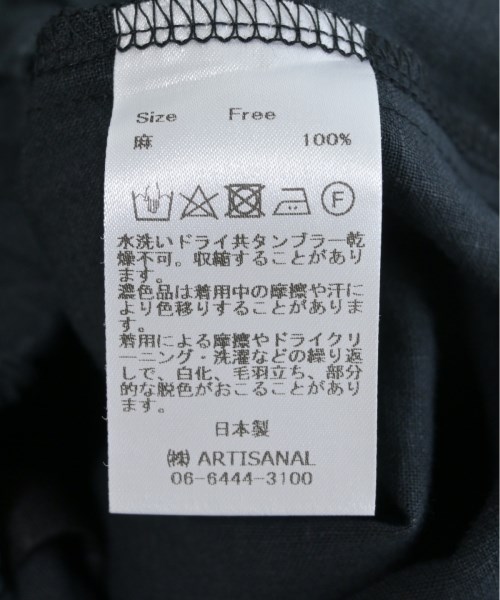 Size Free
麻 100%
F
水洗いドライ共タンブラー乾
燥不可。収縮することがあり
ます。
濃色品は着用中の摩擦や汗に
より色移りすることがありま
す。
着用による摩擦やドライクリ
ーニング・洗濯などの繰り返
しで、白化、毛羽立ち、部分
的な脱色がおこることがあり
ます。
日本製
㈱ ARTISANAL
06-6444-3100